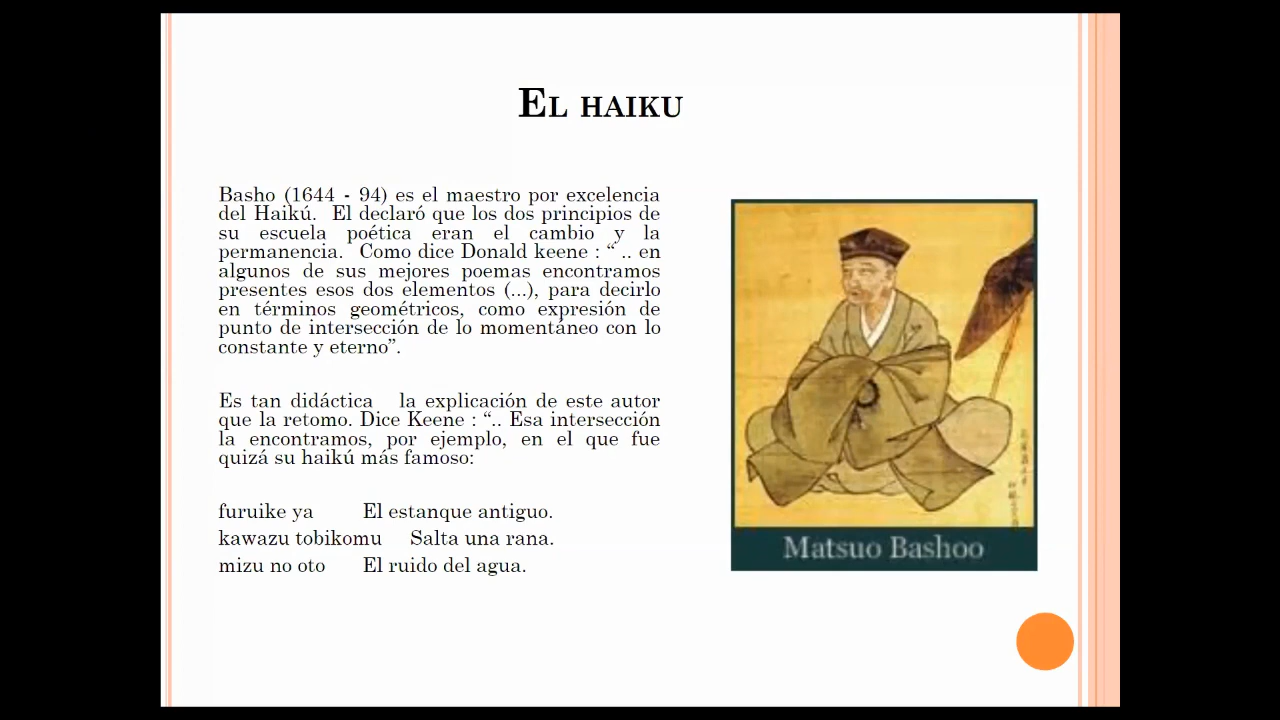 El haiku
Basho (1644 - 94) es el maestro por excelencia
del Haikú. El declaró que los dos principios de
su escuela poética eran el cambio y la
permanencia. Como dice Donald keene : “ .. en
algunos de sus mejores poemas encontramos
presentes esos dos elementos (...), para decirlo
en términos geométricos, como expresión de
punto de intersección de lo momentáneo con lo
constante y eterno”.
Es tan didáctica la explicación de este autor
que la retomo. Dice Keene : “.. Esa intersección
la encontramos, por ejemplo, en el que fue
quizá su haikú más famoso:
furuike ya El estanque antiguo.
kawazu tobikomu Salta una rana.
mizu no oto El ruido del agua.
Matsuo Bashoo